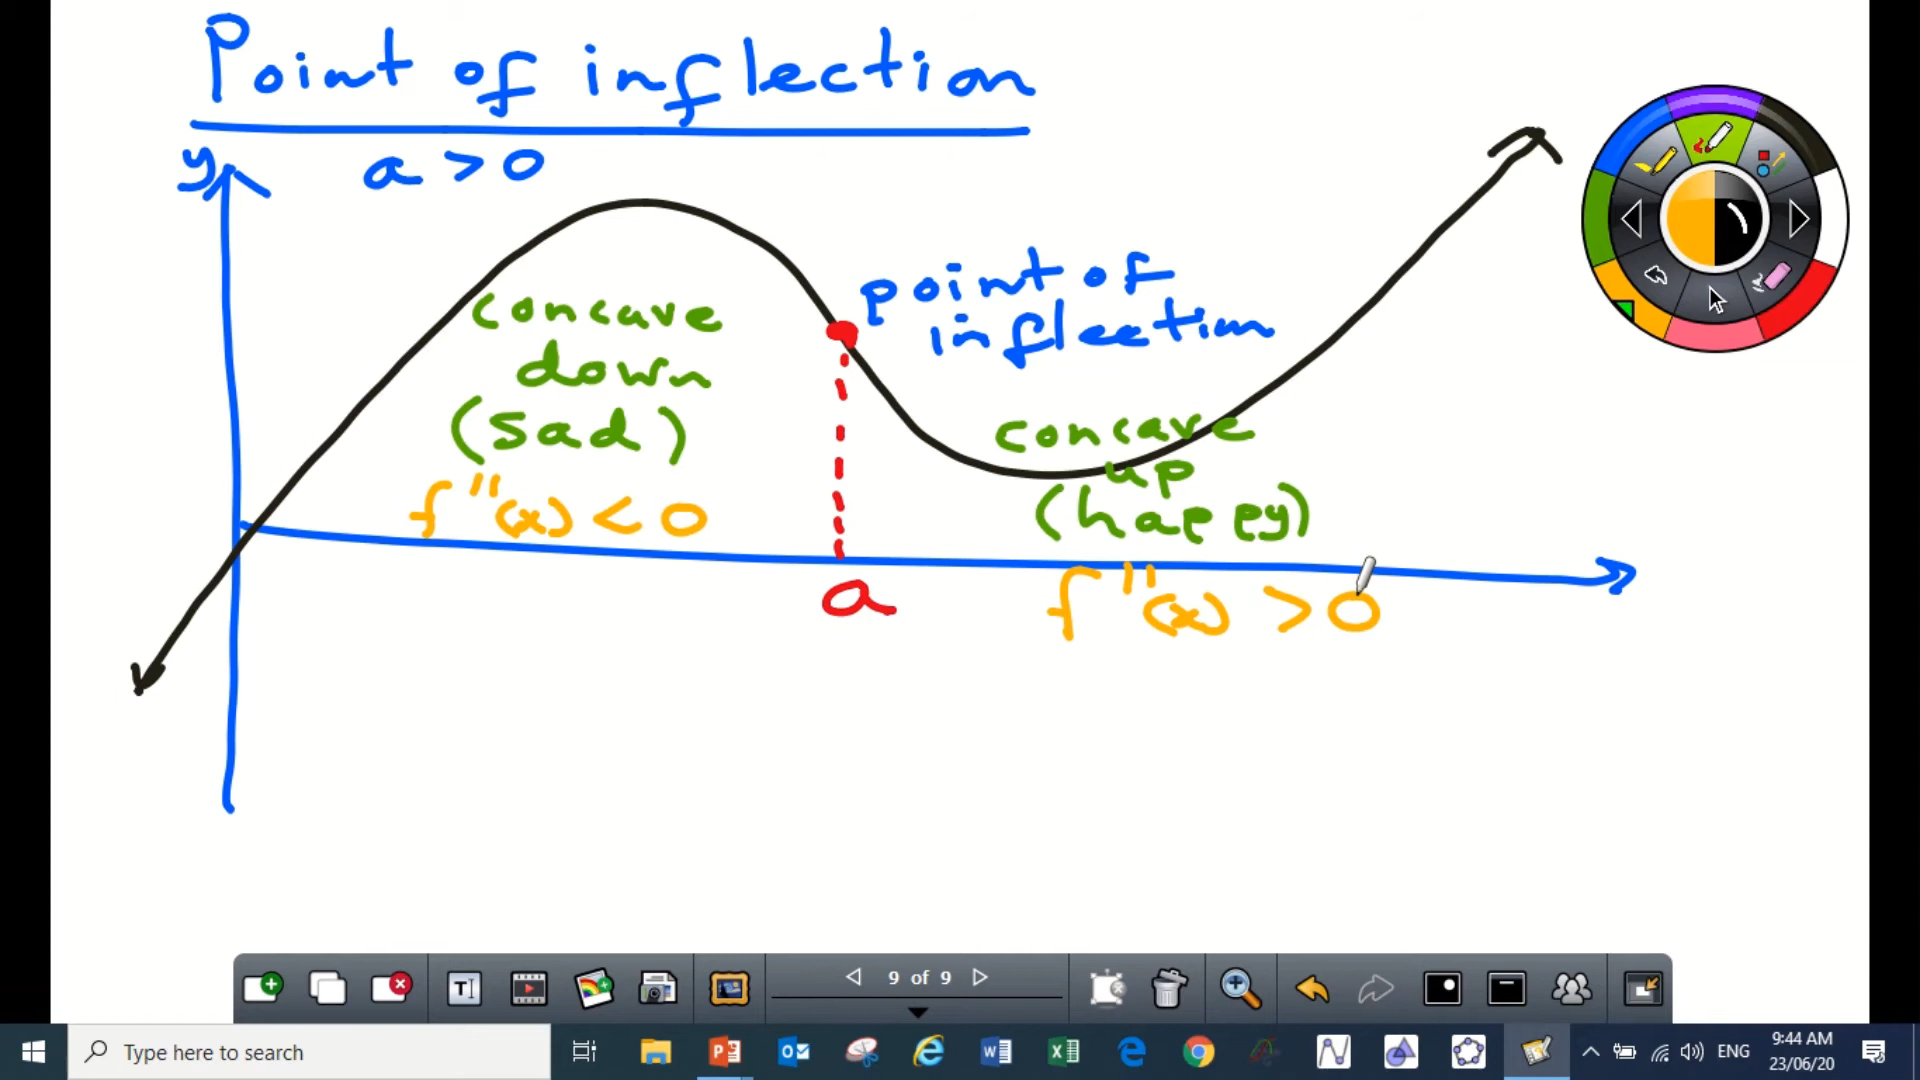 Point of inflection
y
a > 0
point of
inflection
concave
down
(sad)
f"(x) < 0
concave
up
(happy)
f"(x) > 0
a
9 of 9
Type here to search
ENG
9:44 AM
23/06/20